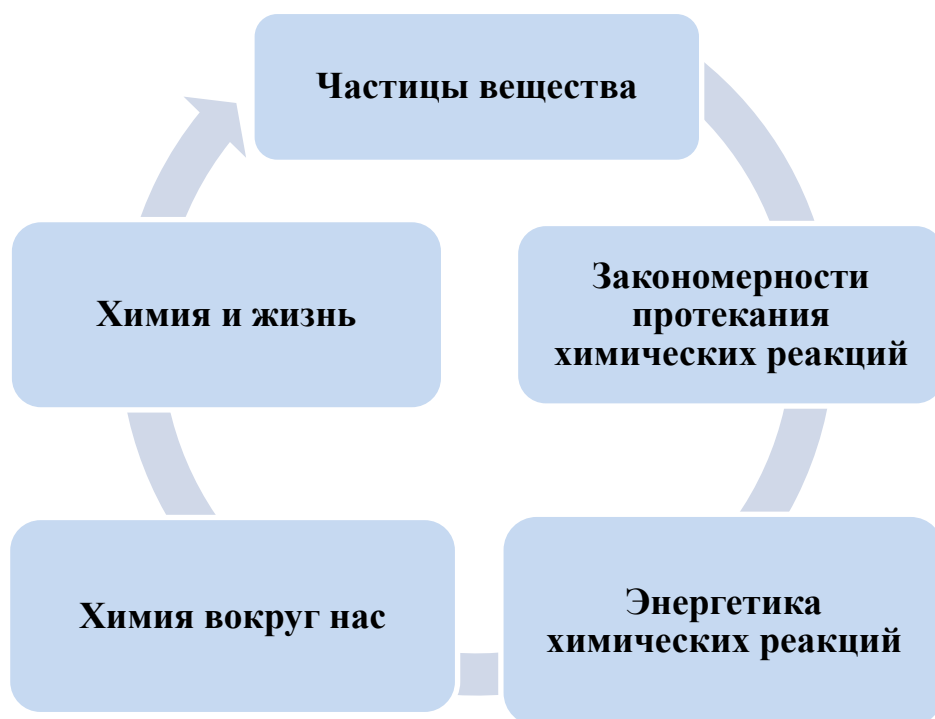 Частицы вещества
Закономерности
протекания
химических реакций
Энергетика
химических реакций
Химия вокруг нас
Химия и жизнь